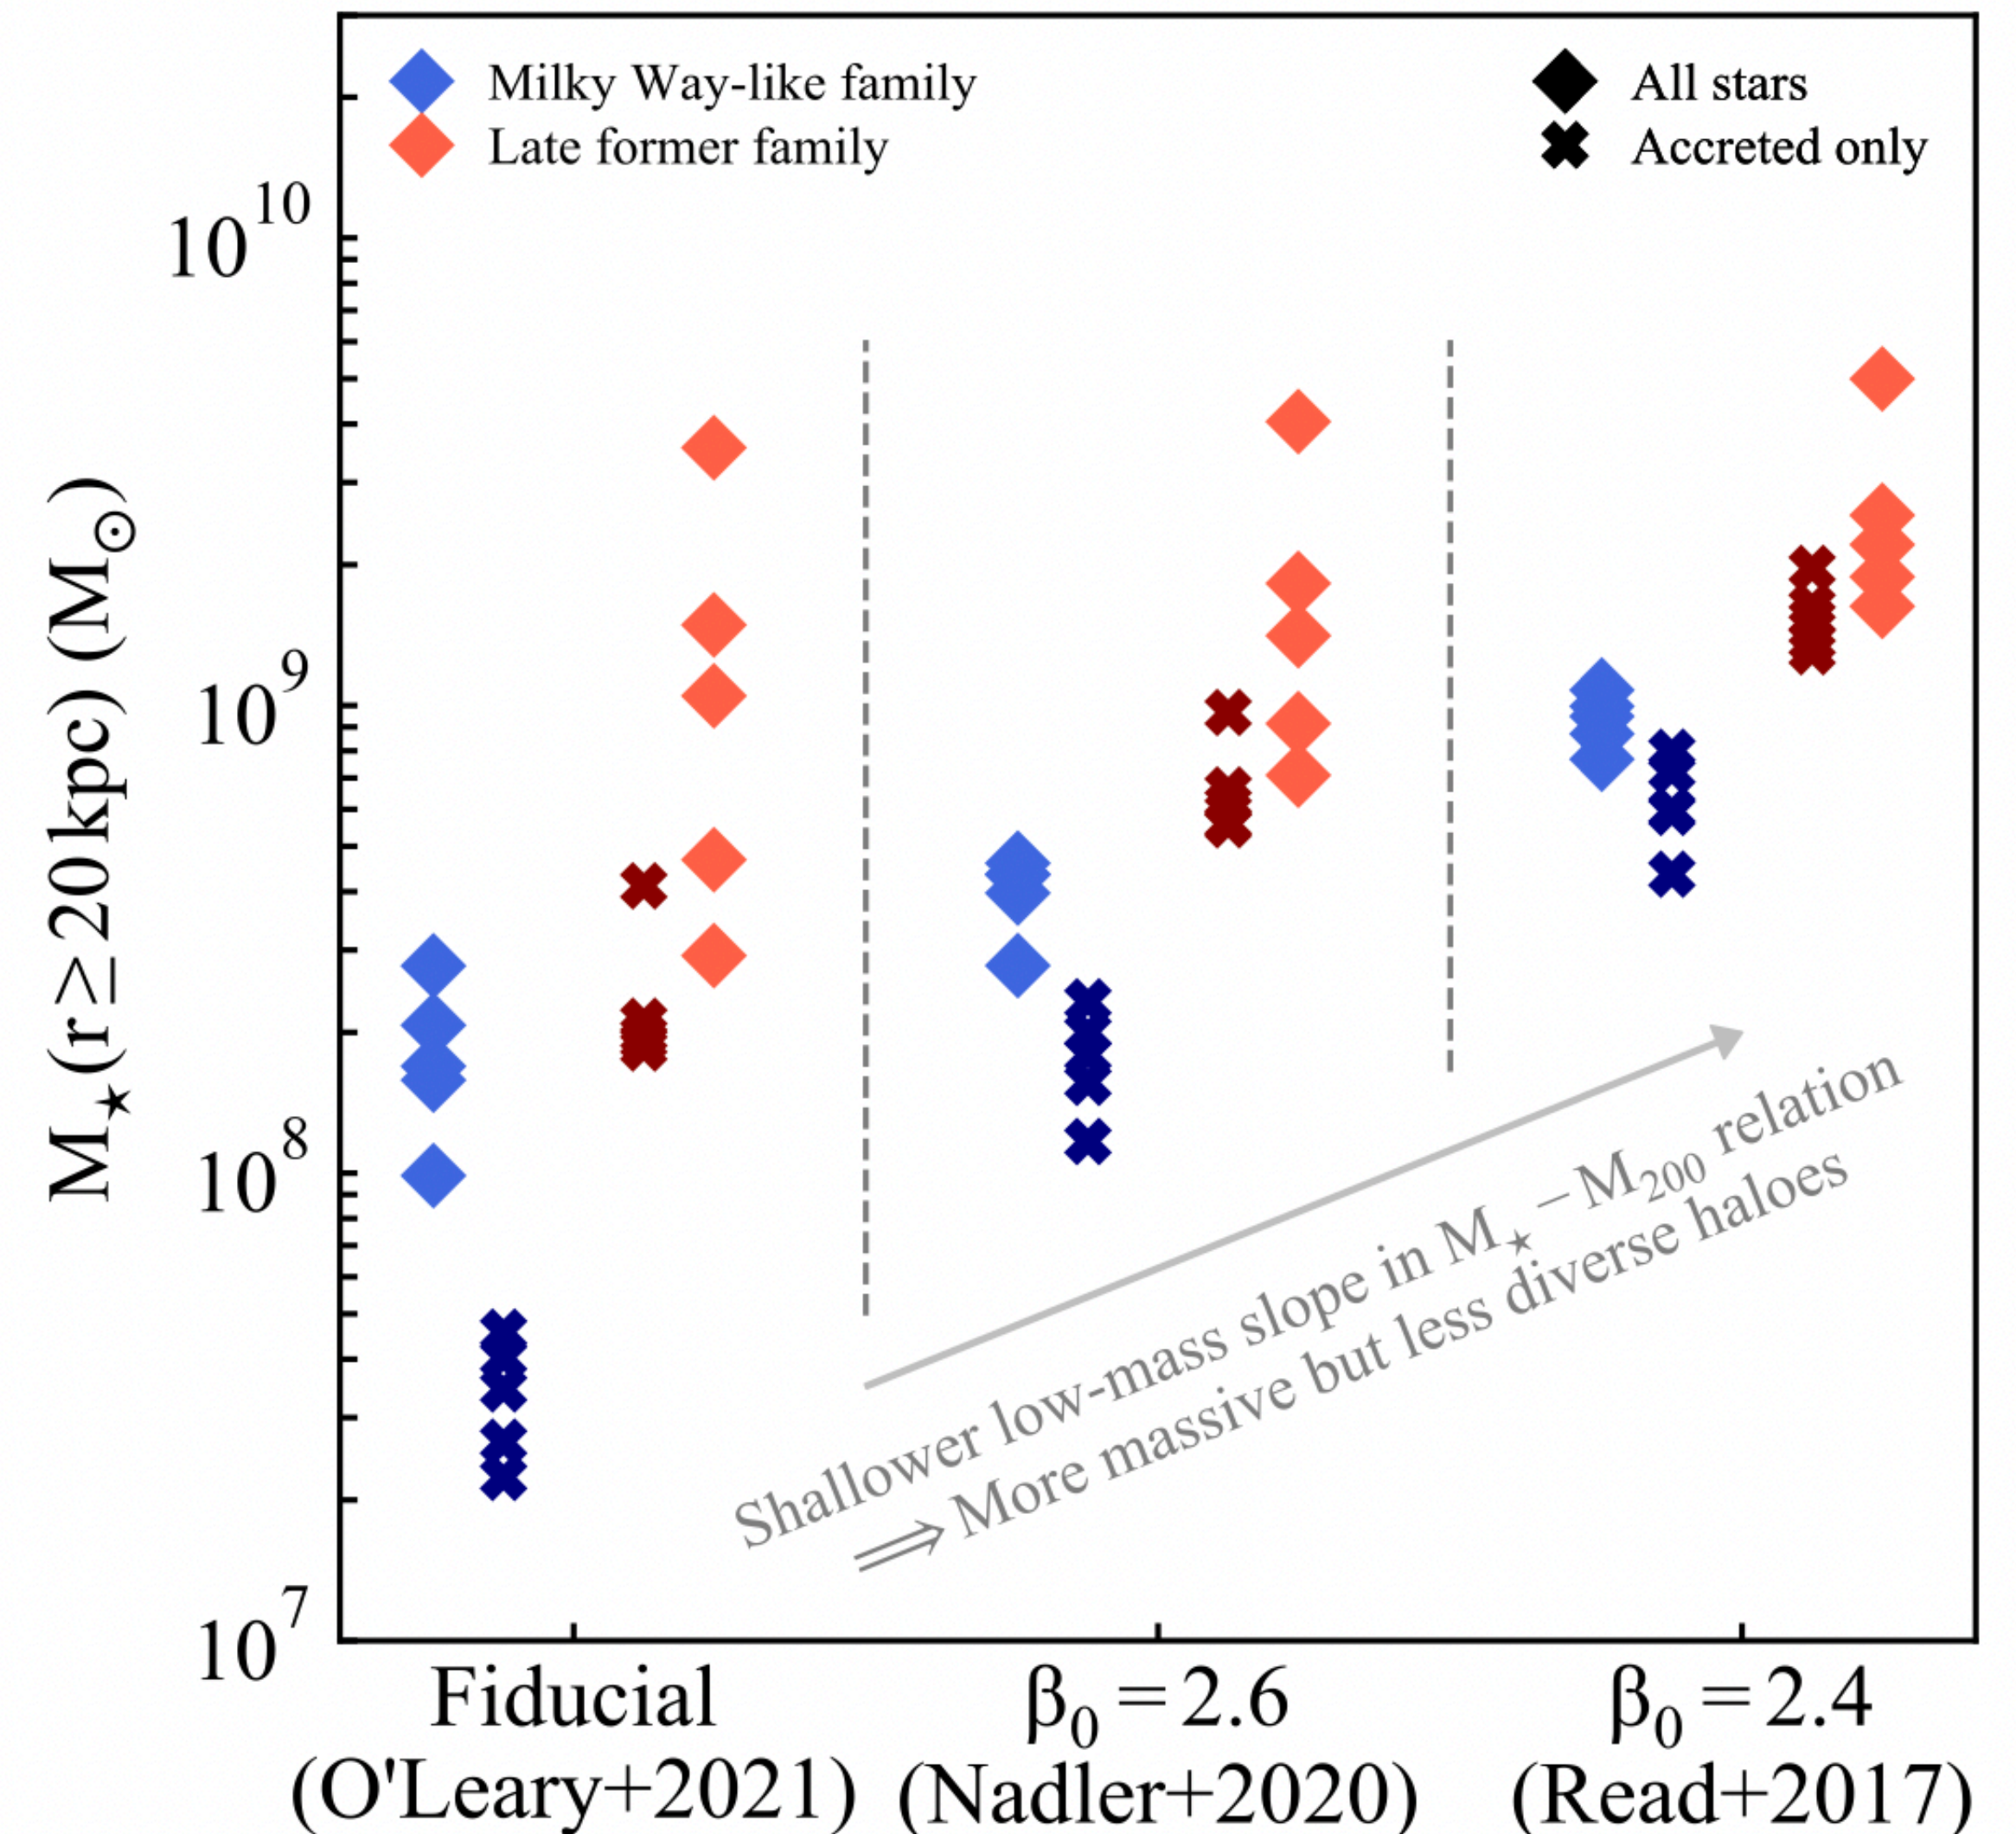 Milky Way-like family
Late former family
All stars
Accreted only
M⋆(r≥20kpc) (M⊙)
10^10
10^9
10^8
10^7
Shallower low-mass slope in M⋆−M₂₀₀ relation
⟹ More massive but less diverse haloes
Fiducial
(O'Leary+2021)
β₀=2.6
(Nadler+2020)
β₀=2.4
(Read+2017)